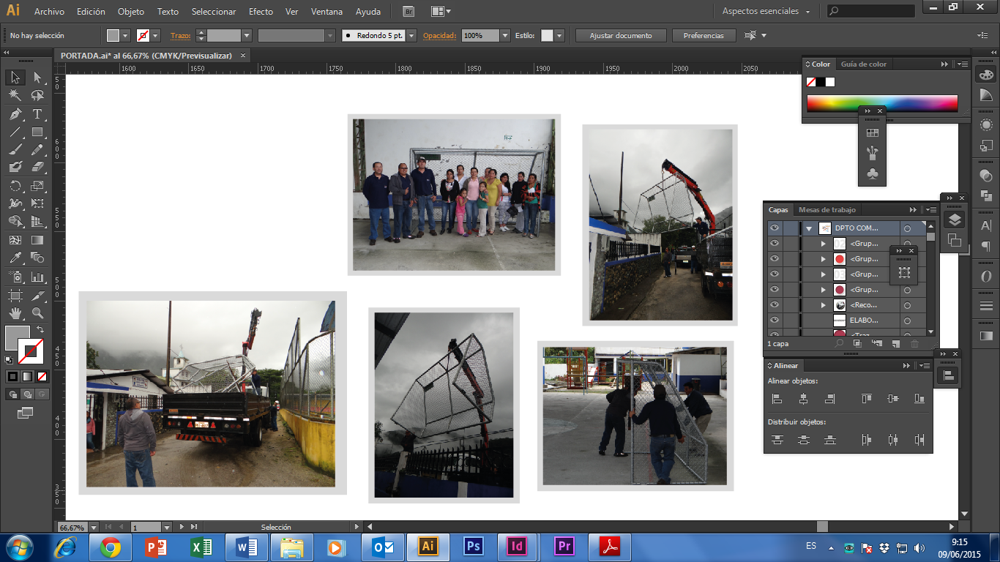 Ai Archivo Edición Objeto Texto Seleccionar Efecto Ver Ventana Ayuda Br Aspectos esenciales
No hay selección Trazo: Redondo 5 pt. Opacidad: 100% Estilo: Ajustar documento Preferencias
PORTADA.ai* al 66,67% (CMYK/Previsualizar)
1600 1650 1700 1750 1800 1850 1900 1950 2000 2050
Color Guía de color
Capas Mesas de trabajo
DPTO COM...
<Grup...
<Grup...
<Grup...
<Grup...
<Reco...
ELABO...
<Traz...
1 capa
Alinear
Alinear objetos:
Distribuir objetos:
66,67% 1 Selección
Ai Ps Id Pr ES 9:15
09/06/2015